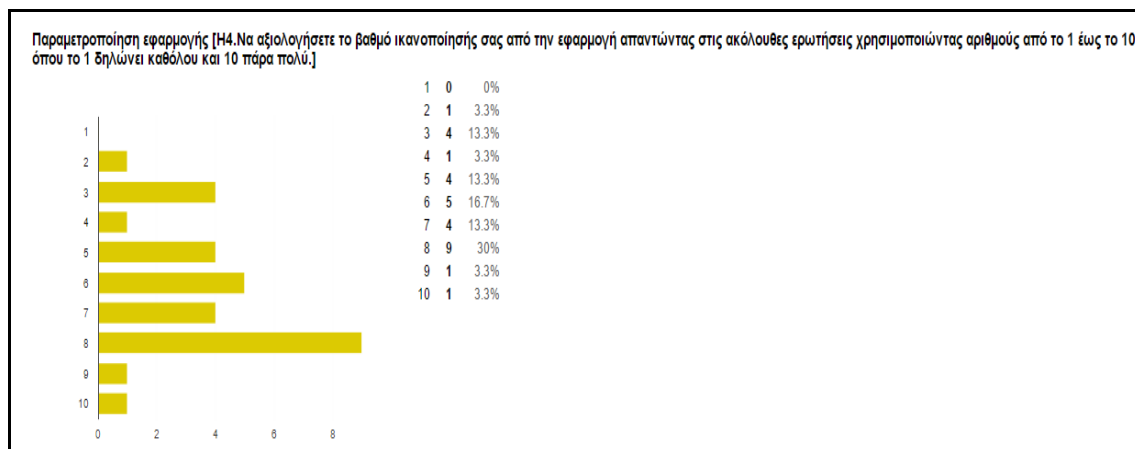 Παραμετροποίηση εφαρμογής [Η4.Να αξιολογήσετε το βαθμό ικανοποίησής σας από την εφαρμογή απαντώντας στις ακόλουθες ερωτήσεις χρησιμοποιώντας αριθμούς από το 1 έως το 10
όπου το 1 δηλώνει καθόλου και 10 πάρα πολύ.]
1 0 0%
2 1 3.3%
3 4 13.3%
4 1 3.3%
5 4 13.3%
6 5 16.7%
7 4 13.3%
8 9 30%
9 1 3.3%
10 1 3.3%
1
2
3
4
5
6
7
8
9
10
0 2 4 6 8